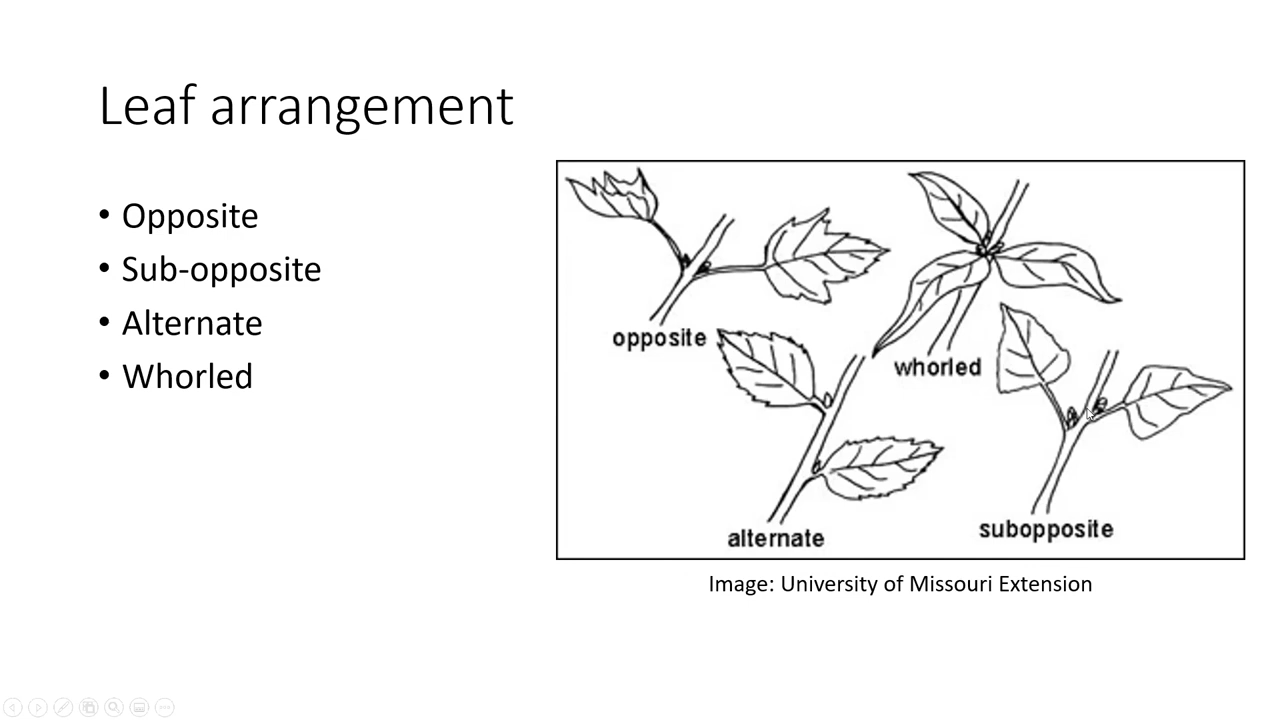 Leaf arrangement
• Opposite
• Sub-opposite
• Alternate
• Whorled
opposite
whorled
alternate
subopposite
Image: University of Missouri Extension